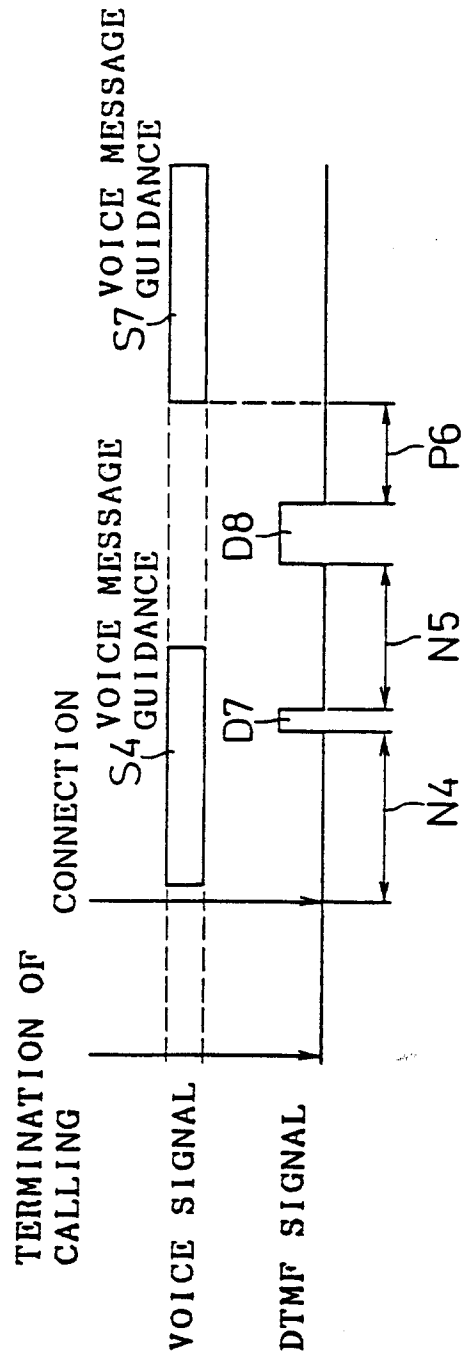 TERMINATION OF
CALLING
CONNECTION
VOICE SIGNAL
S4
VOICE MESSAGE
GUIDANCE
S7
VOICE MESSAGE
GUIDANCE
DTMF SIGNAL
D7
D8
N4
N5
P6